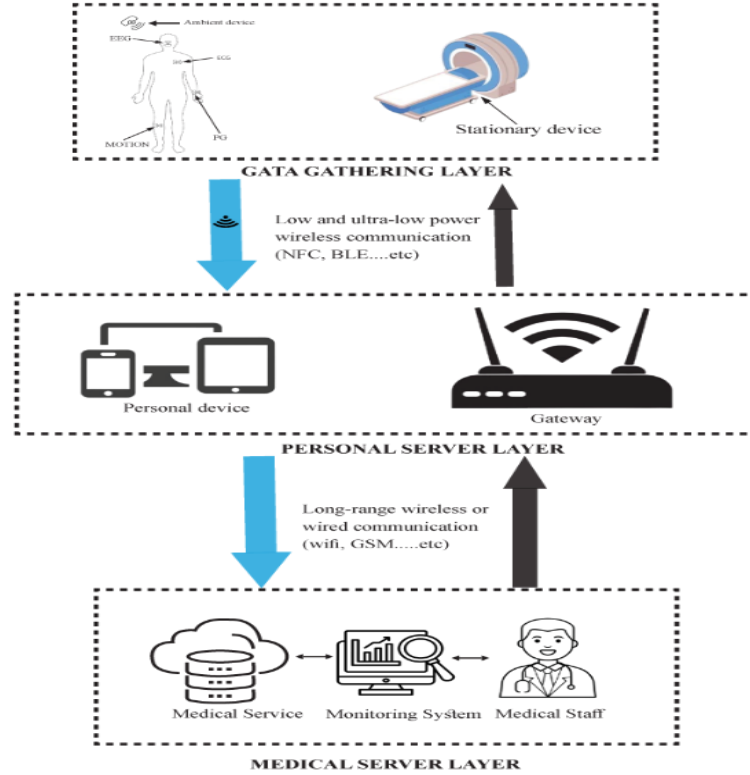 Ambient device
EEG
ECG
MOTION
PG
Stationary device
GATA GATHERING LAYER
Low and ultra-low power
wireless communication
(NFC, BLE....etc)
Personal device
Gateway
PERSONAL SERVER LAYER
Long-range wireless or
wired communication
(wifi, GSM.....etc)
Medical Service
Monitoring System
Medical Staff
MEDICAL SERVER LAYER